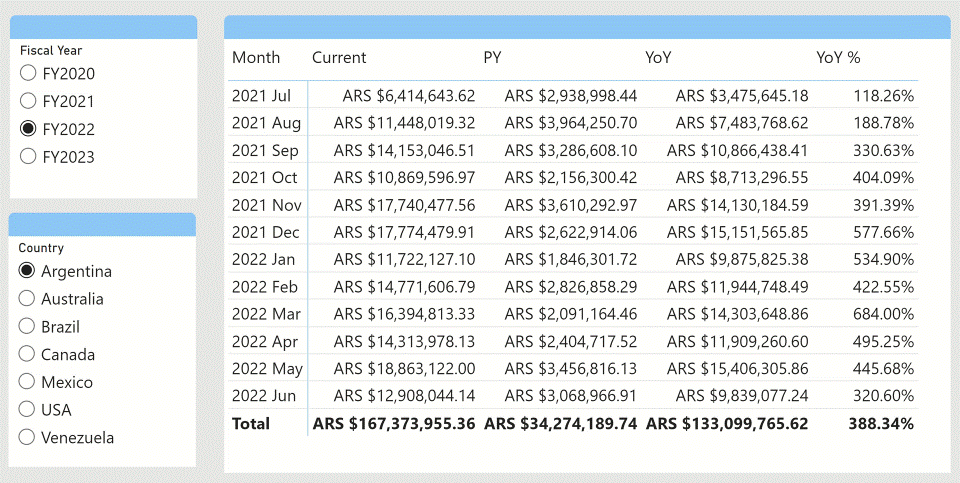 Fiscal Year
FY2020
FY2021
FY2022
FY2023
Country
Argentina
Australia
Brazil
Canada
Mexico
USA
Venezuela
Month Current PY YoY YoY %
2021 Jul ARS $6,414,643.62 ARS $2,938,998.44 ARS $3,475,645.18 118.26%
2021 Aug ARS $11,448,019.32 ARS $3,964,250.70 ARS $7,483,768.62 188.78%
2021 Sep ARS $14,153,046.51 ARS $3,286,608.10 ARS $10,866,438.41 330.63%
2021 Oct ARS $10,869,596.97 ARS $2,156,300.42 ARS $8,713,296.55 404.09%
2021 Nov ARS $17,740,477.56 ARS $3,610,292.97 ARS $14,130,184.59 391.39%
2021 Dec ARS $17,774,479.91 ARS $2,622,914.06 ARS $15,151,565.85 577.66%
2022 Jan ARS $11,722,127.10 ARS $1,846,301.72 ARS $9,875,825.38 534.90%
2022 Feb ARS $14,771,606.79 ARS $2,826,858.29 ARS $11,944,748.49 422.55%
2022 Mar ARS $16,394,813.33 ARS $2,091,164.46 ARS $14,303,648.86 684.00%
2022 Apr ARS $14,313,978.13 ARS $2,404,717.52 ARS $11,909,260.60 495.25%
2022 May ARS $18,863,122.00 ARS $3,456,816.13 ARS $15,406,305.86 445.68%
2022 Jun ARS $12,908,044.14 ARS $3,068,966.91 ARS $9,839,077.24 320.60%
Total ARS $167,373,955.36 ARS $34,274,189.74 ARS $133,099,765.62 388.34%